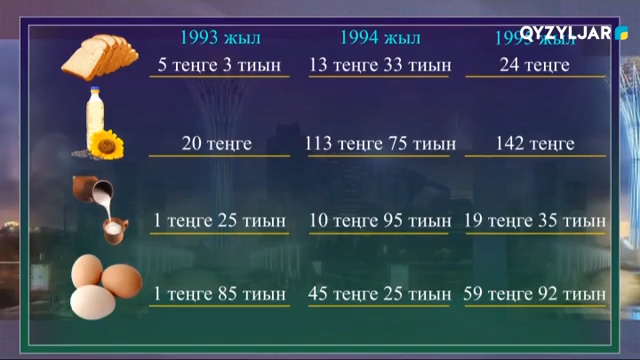 QYZYLJAR
1993 жыл 1994 жыл 1995 жыл
5 теңге 3 тиын 13 теңге 33 тиын 24 теңге
20 теңге 113 теңге 75 тиын 142 теңге
1 теңге 25 тиын 10 теңге 95 тиын 19 теңге 35 тиын
1 теңге 85 тиын 45 теңге 25 тиын 59 теңге 92 тиын